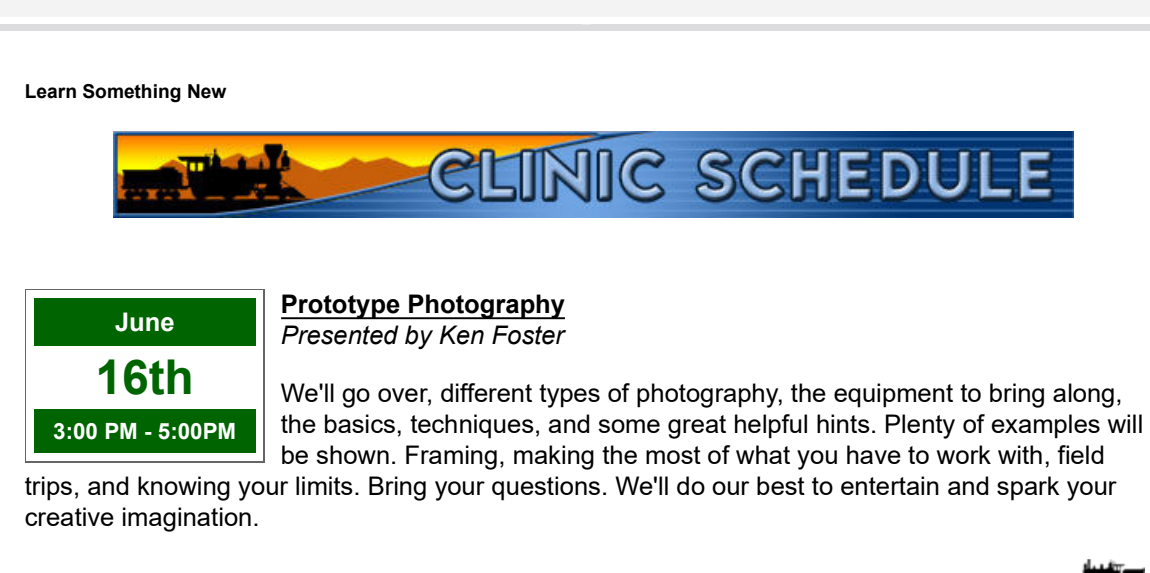 Learn Something New
CLINIC SCHEDULE
June
16th
3:00 PM - 5:00PM
Prototype Photography
Presented by Ken Foster
We'll go over, different types of photography, the equipment to bring along,
the basics, techniques, and some great helpful hints. Plenty of examples will
be shown. Framing, making the most of what you have to work with, field
trips, and knowing your limits. Bring your questions. We'll do our best to entertain and spark your
creative imagination.